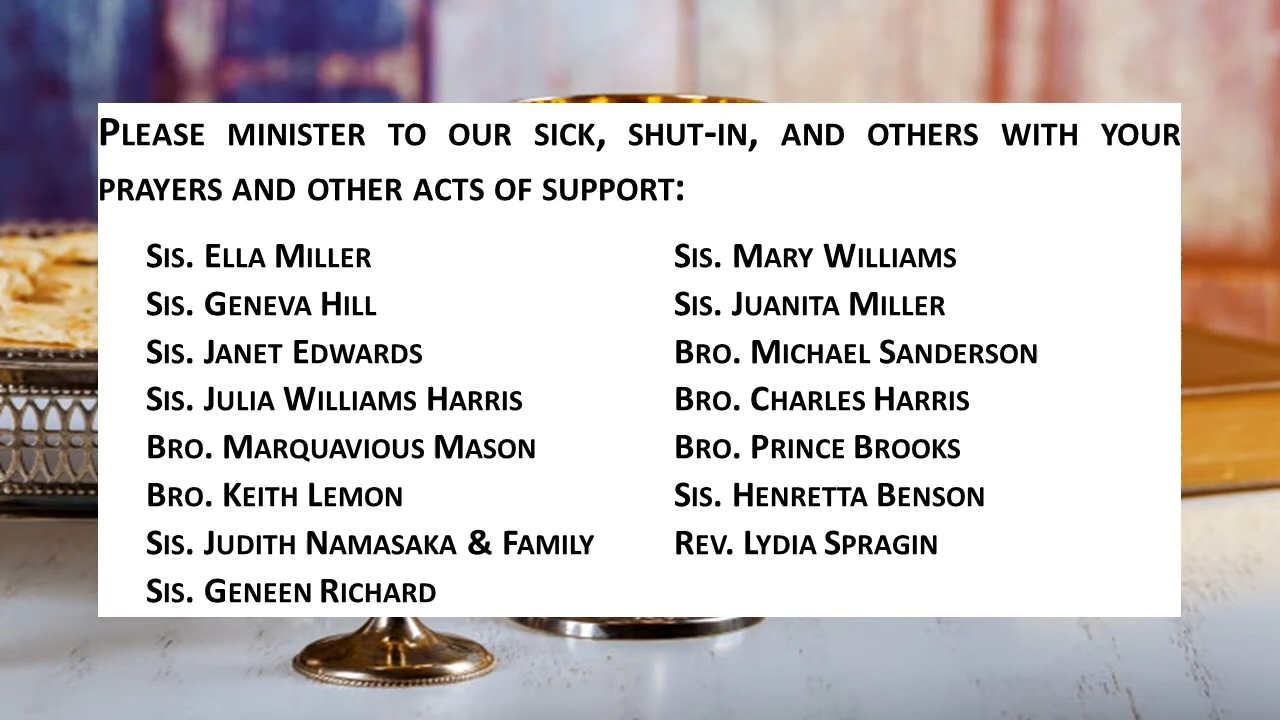 Please minister to our sick, shut-in, and others with your
prayers and other acts of support:
Sis. Ella Miller
Sis. Geneva Hill
Sis. Janet Edwards
Sis. Julia Williams Harris
Bro. Marquavious Mason
Bro. Keith Lemon
Sis. Judith Namasaka & Family
Sis. Geneen Richard
Sis. Mary Williams
Sis. Juanita Miller
Bro. Michael Sanderson
Bro. Charles Harris
Bro. Prince Brooks
Sis. Henretta Benson
Rev. Lydia Spragin